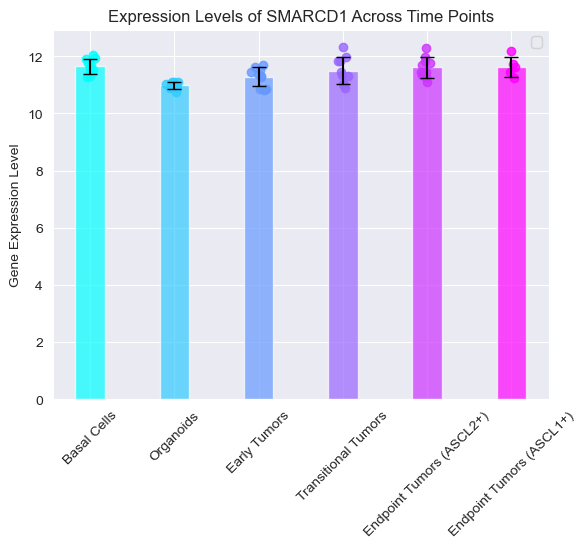 Expression Levels of SMARCD1 Across Time Points
Gene Expression Level
12
10
8
6
4
2
0
Basal Cells
Organoids
Early Tumors
Transitional Tumors
Endpoint Tumors (ASCL2+)
Endpoint Tumors (ASCL1+)